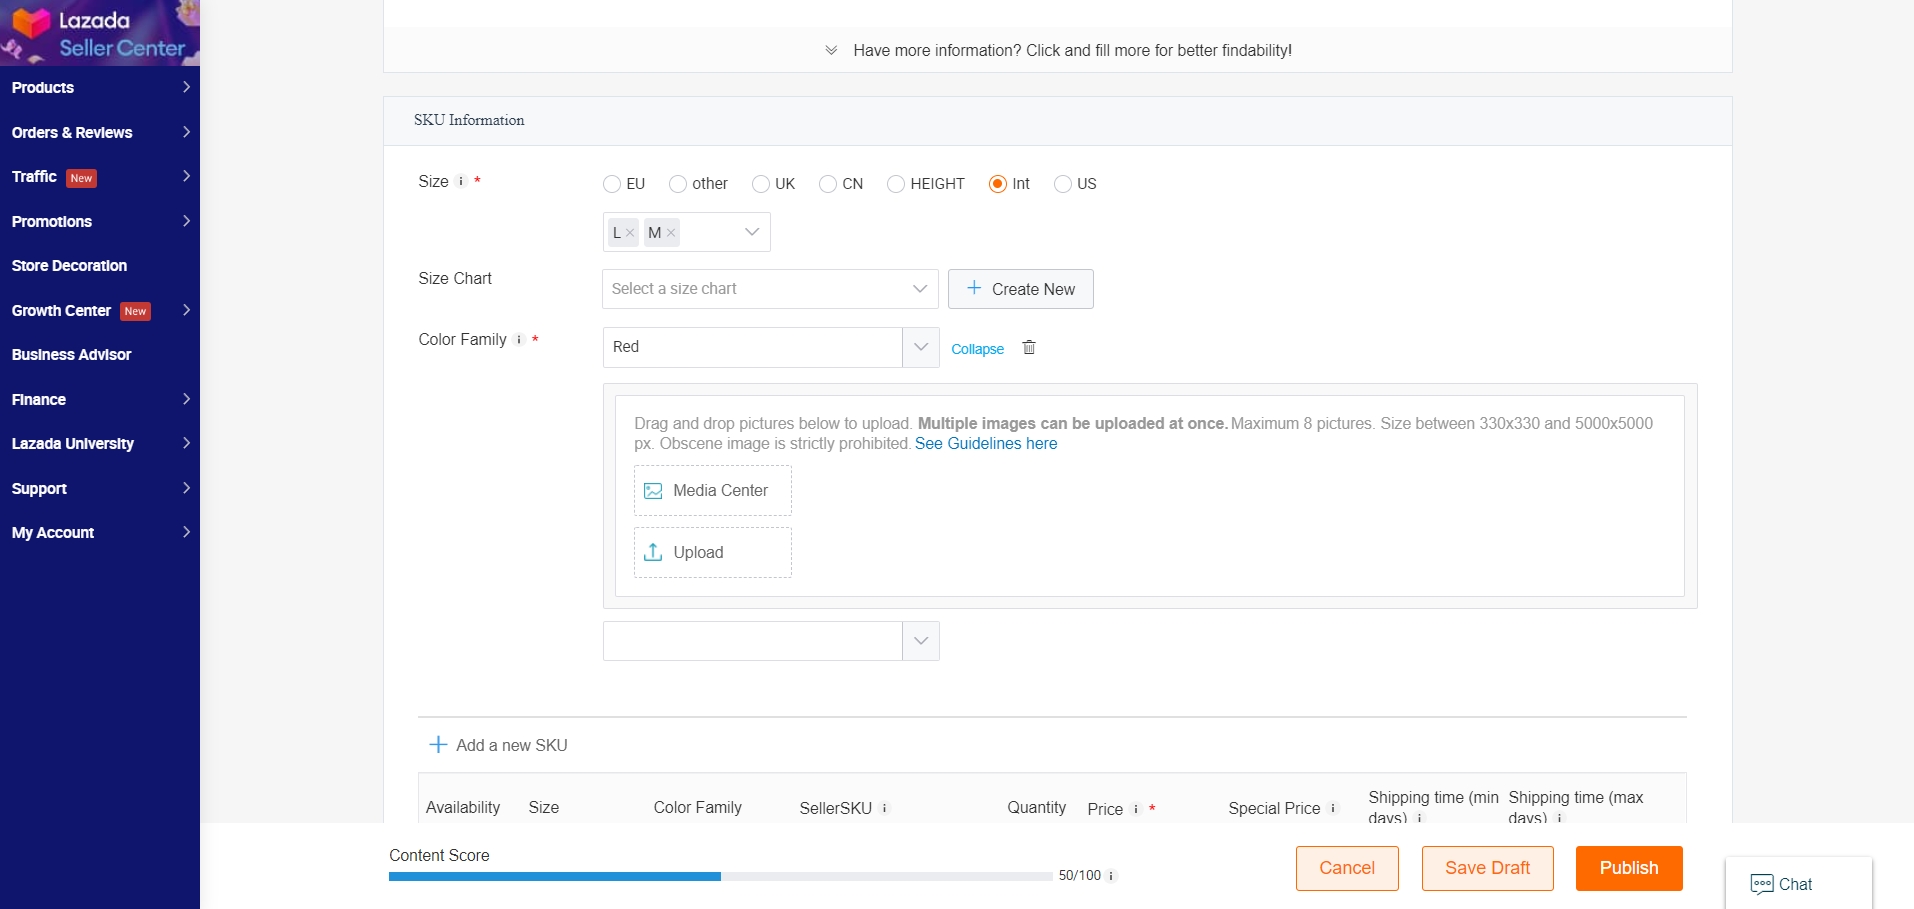 Lazada
Seller Center
Products
Orders & Reviews
Traffic New
Promotions
Store Decoration
Growth Center New
Business Advisor
Finance
Lazada University
Support
My Account
Have more information? Click and fill more for better findability!
SKU Information
Size i *
EU other UK CN HEIGHT Int US
L × M ×
Size Chart
Select a size chart
+ Create New
Color Family i *
Red
Collapse
Drag and drop pictures below to upload. Multiple images can be uploaded at once. Maximum 8 pictures. Size between 330x330 and 5000x5000
px. Obscene image is strictly prohibited. See Guidelines here
Media Center
Upload
+ Add a new SKU
Availability Size Color Family SellerSKU i Quantity Price i * Special Price i Shipping time (min Shipping time (max
days) i days) i
Content Score
50/100 i
Cancel
Save Draft
Publish
Chat